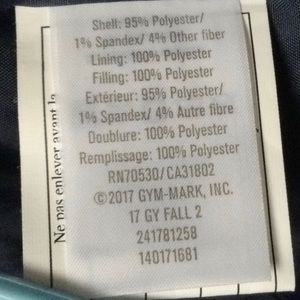 Shell: 95% Polyester/
1% Spandex/ 4% Other fiber
Lining: 100% Polyester
Filling: 100% Polyester
Extérieur: 95% Polyester/
1% Spandex/ 4% Autre fibre
Doublure: 100% Polyester
Remplissage: 100% Polyester
RN70530/CA31802
©2017 GYM-MARK, INC.
17 GY FALL 2
241781258
140171681
Ne pas enlever avant la